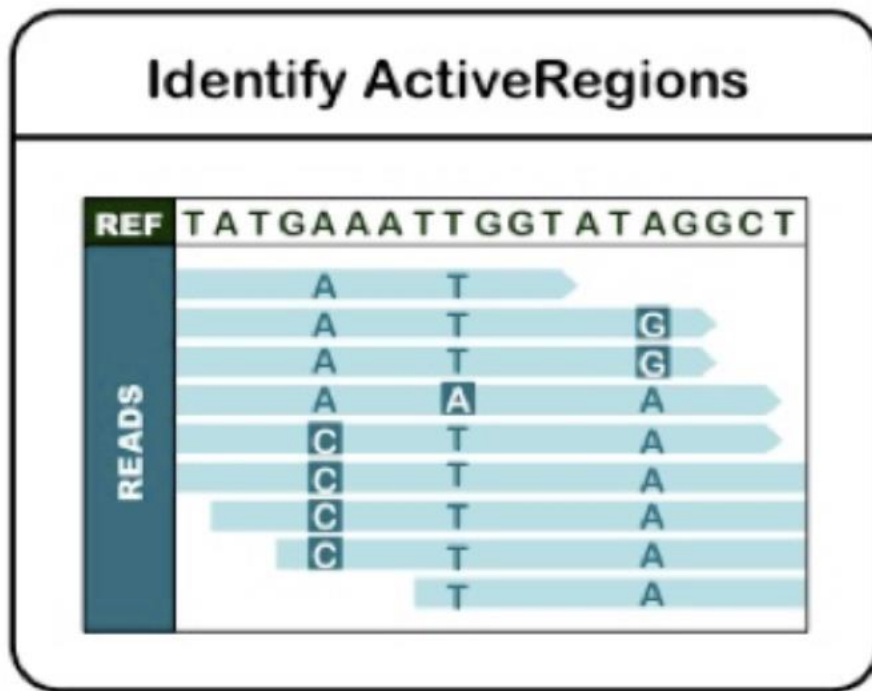 Identify ActiveRegions
REF TATGAAATTGGTATAGGCT
READS
A T
A T G
A T G
A A A
C T A
C T A
C T A
C T A
T A